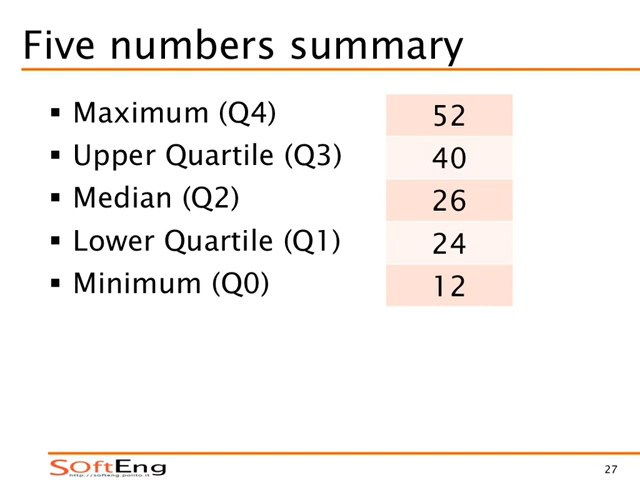 Five numbers summary
▪ Maximum (Q4) 52
▪ Upper Quartile (Q3) 40
▪ Median (Q2) 26
▪ Lower Quartile (Q1) 24
▪ Minimum (Q0) 12
SOftEng
http://softeng.polito.it
27